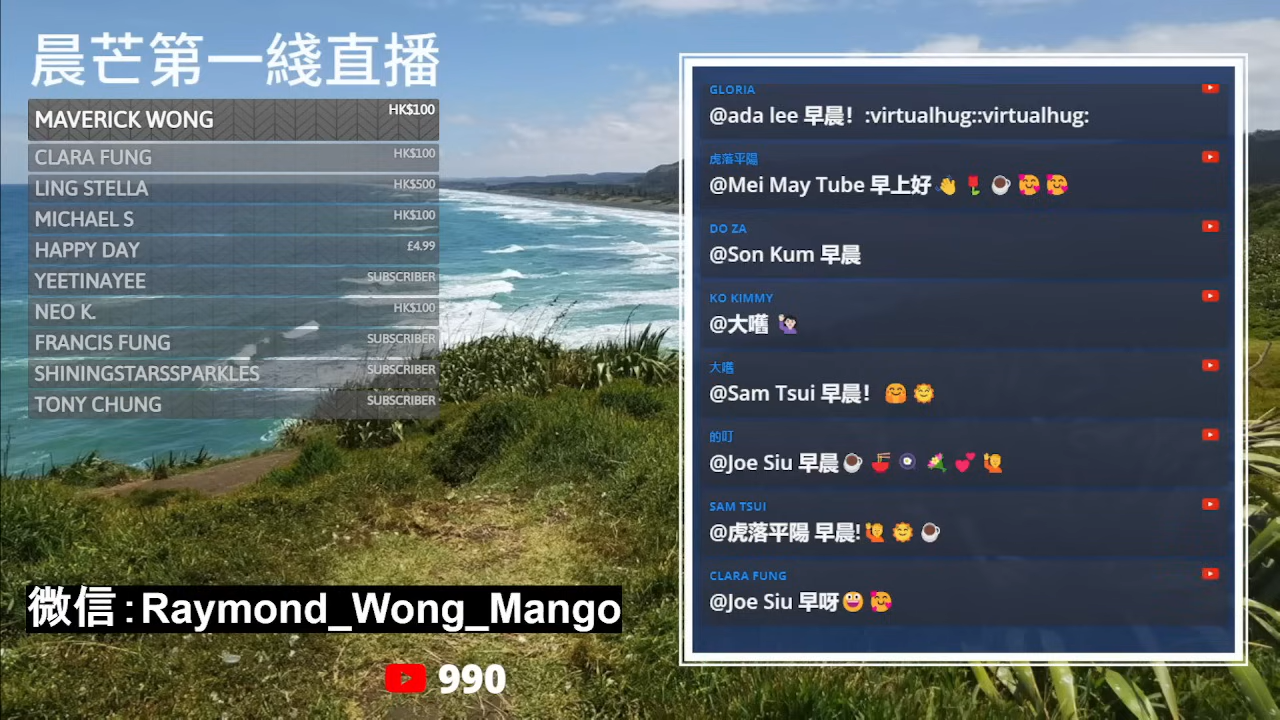 晨芒第一綫直播
MAVERICK WONG HK$100
CLARA FUNG HK$100
LING STELLA HK$500
MICHAEL S HK$100
HAPPY DAY £4.99
YEETINAYEE SUBSCRIBER
NEO K. HK$100
FRANCIS FUNG SUBSCRIBER
SHININGSTARSSPARKLES SUBSCRIBER
TONY CHUNG SUBSCRIBER
微信:Raymond_Wong_Mango
990
GLORIA
@ada lee 早晨！:virtualhug::virtualhug:
虎落平陽
@Mei May Tube 早上好👋🌷☕🥰🥰
DO ZA
@Son Kum 早晨
KO KIMMY
@大嚿 🙋🏻‍♀️
大嚿
@Sam Tsui 早晨！ 🤗🌞
的叮
@Joe Siu 早晨☕🍜🍳💐💕🙋
SAM TSUI
@虎落平陽 早晨!🙋🌞☕
CLARA FUNG
@Joe Siu 早呀😃🥰